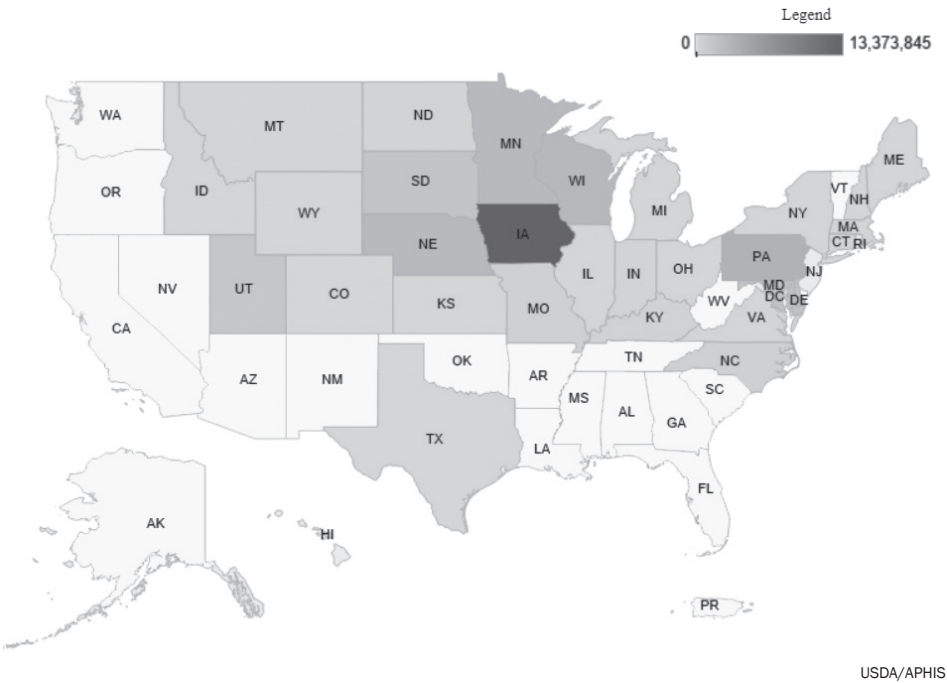 Legend
0 13,373,845
WA
MT
ND
MN
ME
OR
ID
SD
WI
VT
NH
WY
MI
NY
MA
CT RI
IA
NE
PA
NJ
NV
UT
CO
IL
IN
OH
MD
DC
DE
KS
MO
WV
VA
CA
KY
AZ
NM
OK
AR
TN
NC
MS
AL
GA
SC
TX
LA
FL
AK
HI
PR
USDA/APHIS